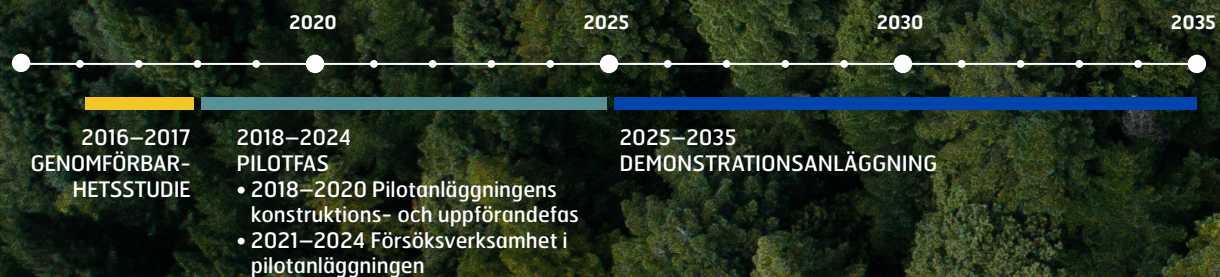 2020
2025
2030
2035
2016–2017
GENOMFÖRBAR-
HETSSTUDIE
2018–2024
PILOTFAS
• 2018–2020 Pilotanläggningens
konstruktions- och uppförandefas
• 2021–2024 Försöksverksamhet i
pilotanläggningen
2025–2035
DEMONSTRATIONSANLÄGGNING